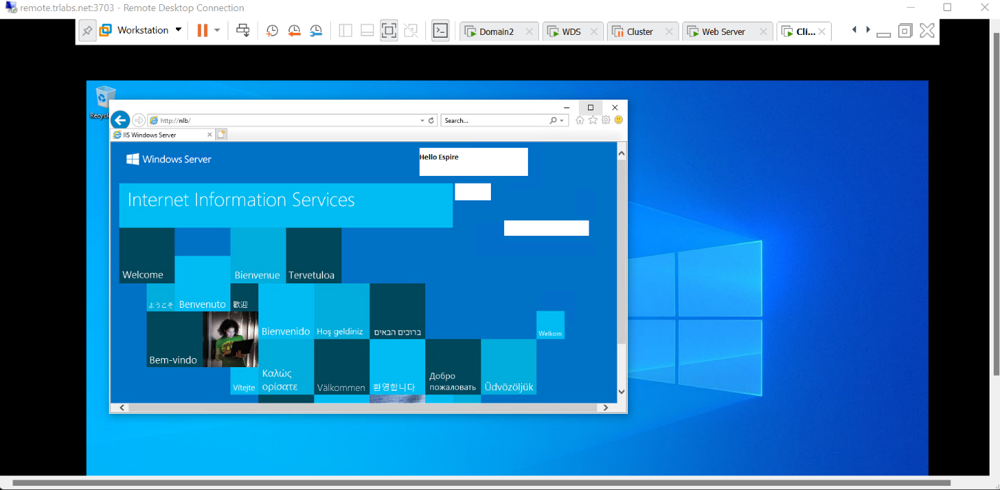 remote.trlabs.net:3703 - Remote Desktop Connection
Workstation
Domain2
WDS
Cluster
Web Server
Cli...
http://nlb/
Search...
IIS Windows Server
Windows Server
Hello Espire
Internet Information Services
Welcome
Bienvenue
Tervetuloa
ようこそ
Benvenuto
歡迎
Bienvenido
Hoş geldiniz
ברוכים הבאים
Welkom
Bem-vindo
Vítejte
Καλώς
ορίσατε
Välkommen
환영합니다
Добро
пожаловать
Üdvözöljük